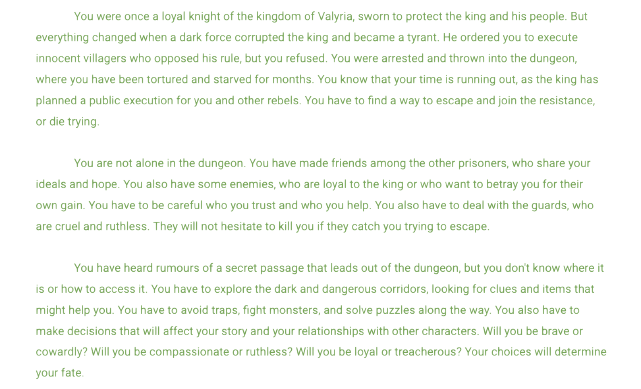 You were once a loyal knight of the kingdom of Valyria, sworn to protect the king and his people. But
everything changed when a dark force corrupted the king and became a tyrant. He ordered you to execute
innocent villagers who opposed his rule, but you refused. You were arrested and thrown into the dungeon,
where you have been tortured and starved for months. You know that your time is running out, as the king has
planned a public execution for you and other rebels. You have to find a way to escape and join the resistance,
or die trying.
You are not alone in the dungeon. You have made friends among the other prisoners, who share your
ideals and hope. You also have some enemies, who are loyal to the king or who want to betray you for their
own gain. You have to be careful who you trust and who you help. You also have to deal with the guards, who
are cruel and ruthless. They will not hesitate to kill you if they catch you trying to escape.
You have heard rumours of a secret passage that leads out of the dungeon, but you don't know where it
is or how to access it. You have to explore the dark and dangerous corridors, looking for clues and items that
might help you. You have to avoid traps, fight monsters, and solve puzzles along the way. You also have to
make decisions that will affect your story and your relationships with other characters. Will you be brave or
cowardly? Will you be compassionate or ruthless? Will you be loyal or treacherous? Your choices will determine
your fate.